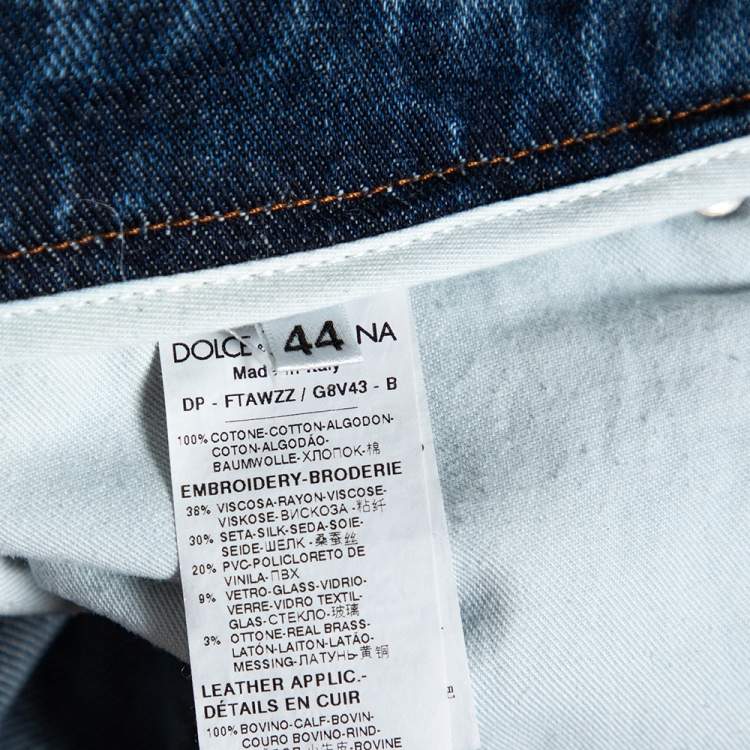 DOLCE & 44 NA
Made in Italy
DP - FTAWZZ / G8V43 - B
100% COTONE-COTTON-ALGODON-
COTON-ALGODÃO-
BAUMWOLLE-ХЛОПОК-棉
EMBROIDERY-BRODERIE
38% VISCOSA-RAYON-VISCOSE-
VISKOSE-ВИСКОЗА-粘纤
30% SETA-SILK-SEDA-SOIE-
SEIDE-ШЕЛК-桑蚕丝
20% PVC-POLICLORETO DE
VINILA-ПВХ
9% VETRO-GLASS-VIDRIO-
VERRE-VIDRO TEXTIL-
GLAS-СТЕКЛО-玻璃
3% OTTONE-REAL BRASS-
LATÓN-LAITON-LATÃO-
MESSING-ЛАТУНЬ-黄铜
LEATHER APPLIC.-
DÉTAILS EN CUIR
100% BOVINO-CALF-BOVIN-
COURO BOVINO-RIND-